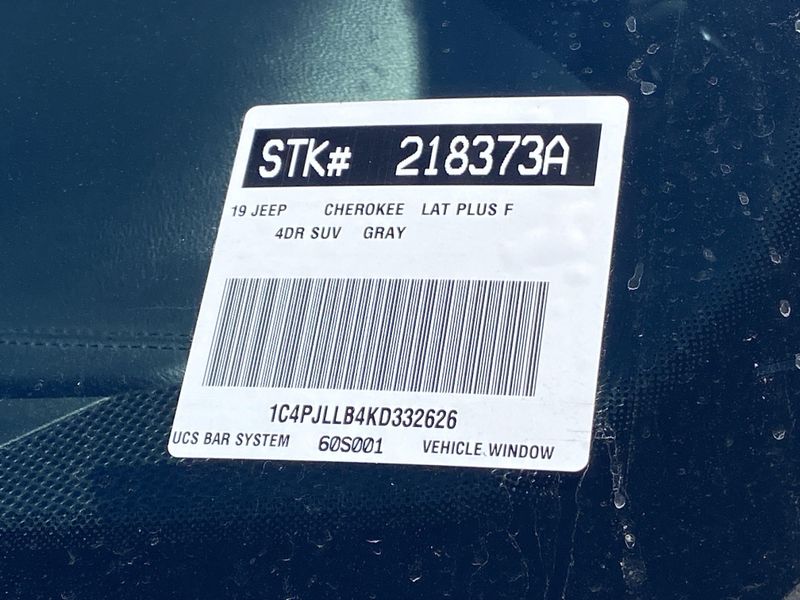 STK# 218373A
19 JEEP CHEROKEE LAT PLUS F
4DR SUV GRAY
1C4PJLLB4KD332626
UCS BAR SYSTEM 60S001 VEHICLE WINDOW